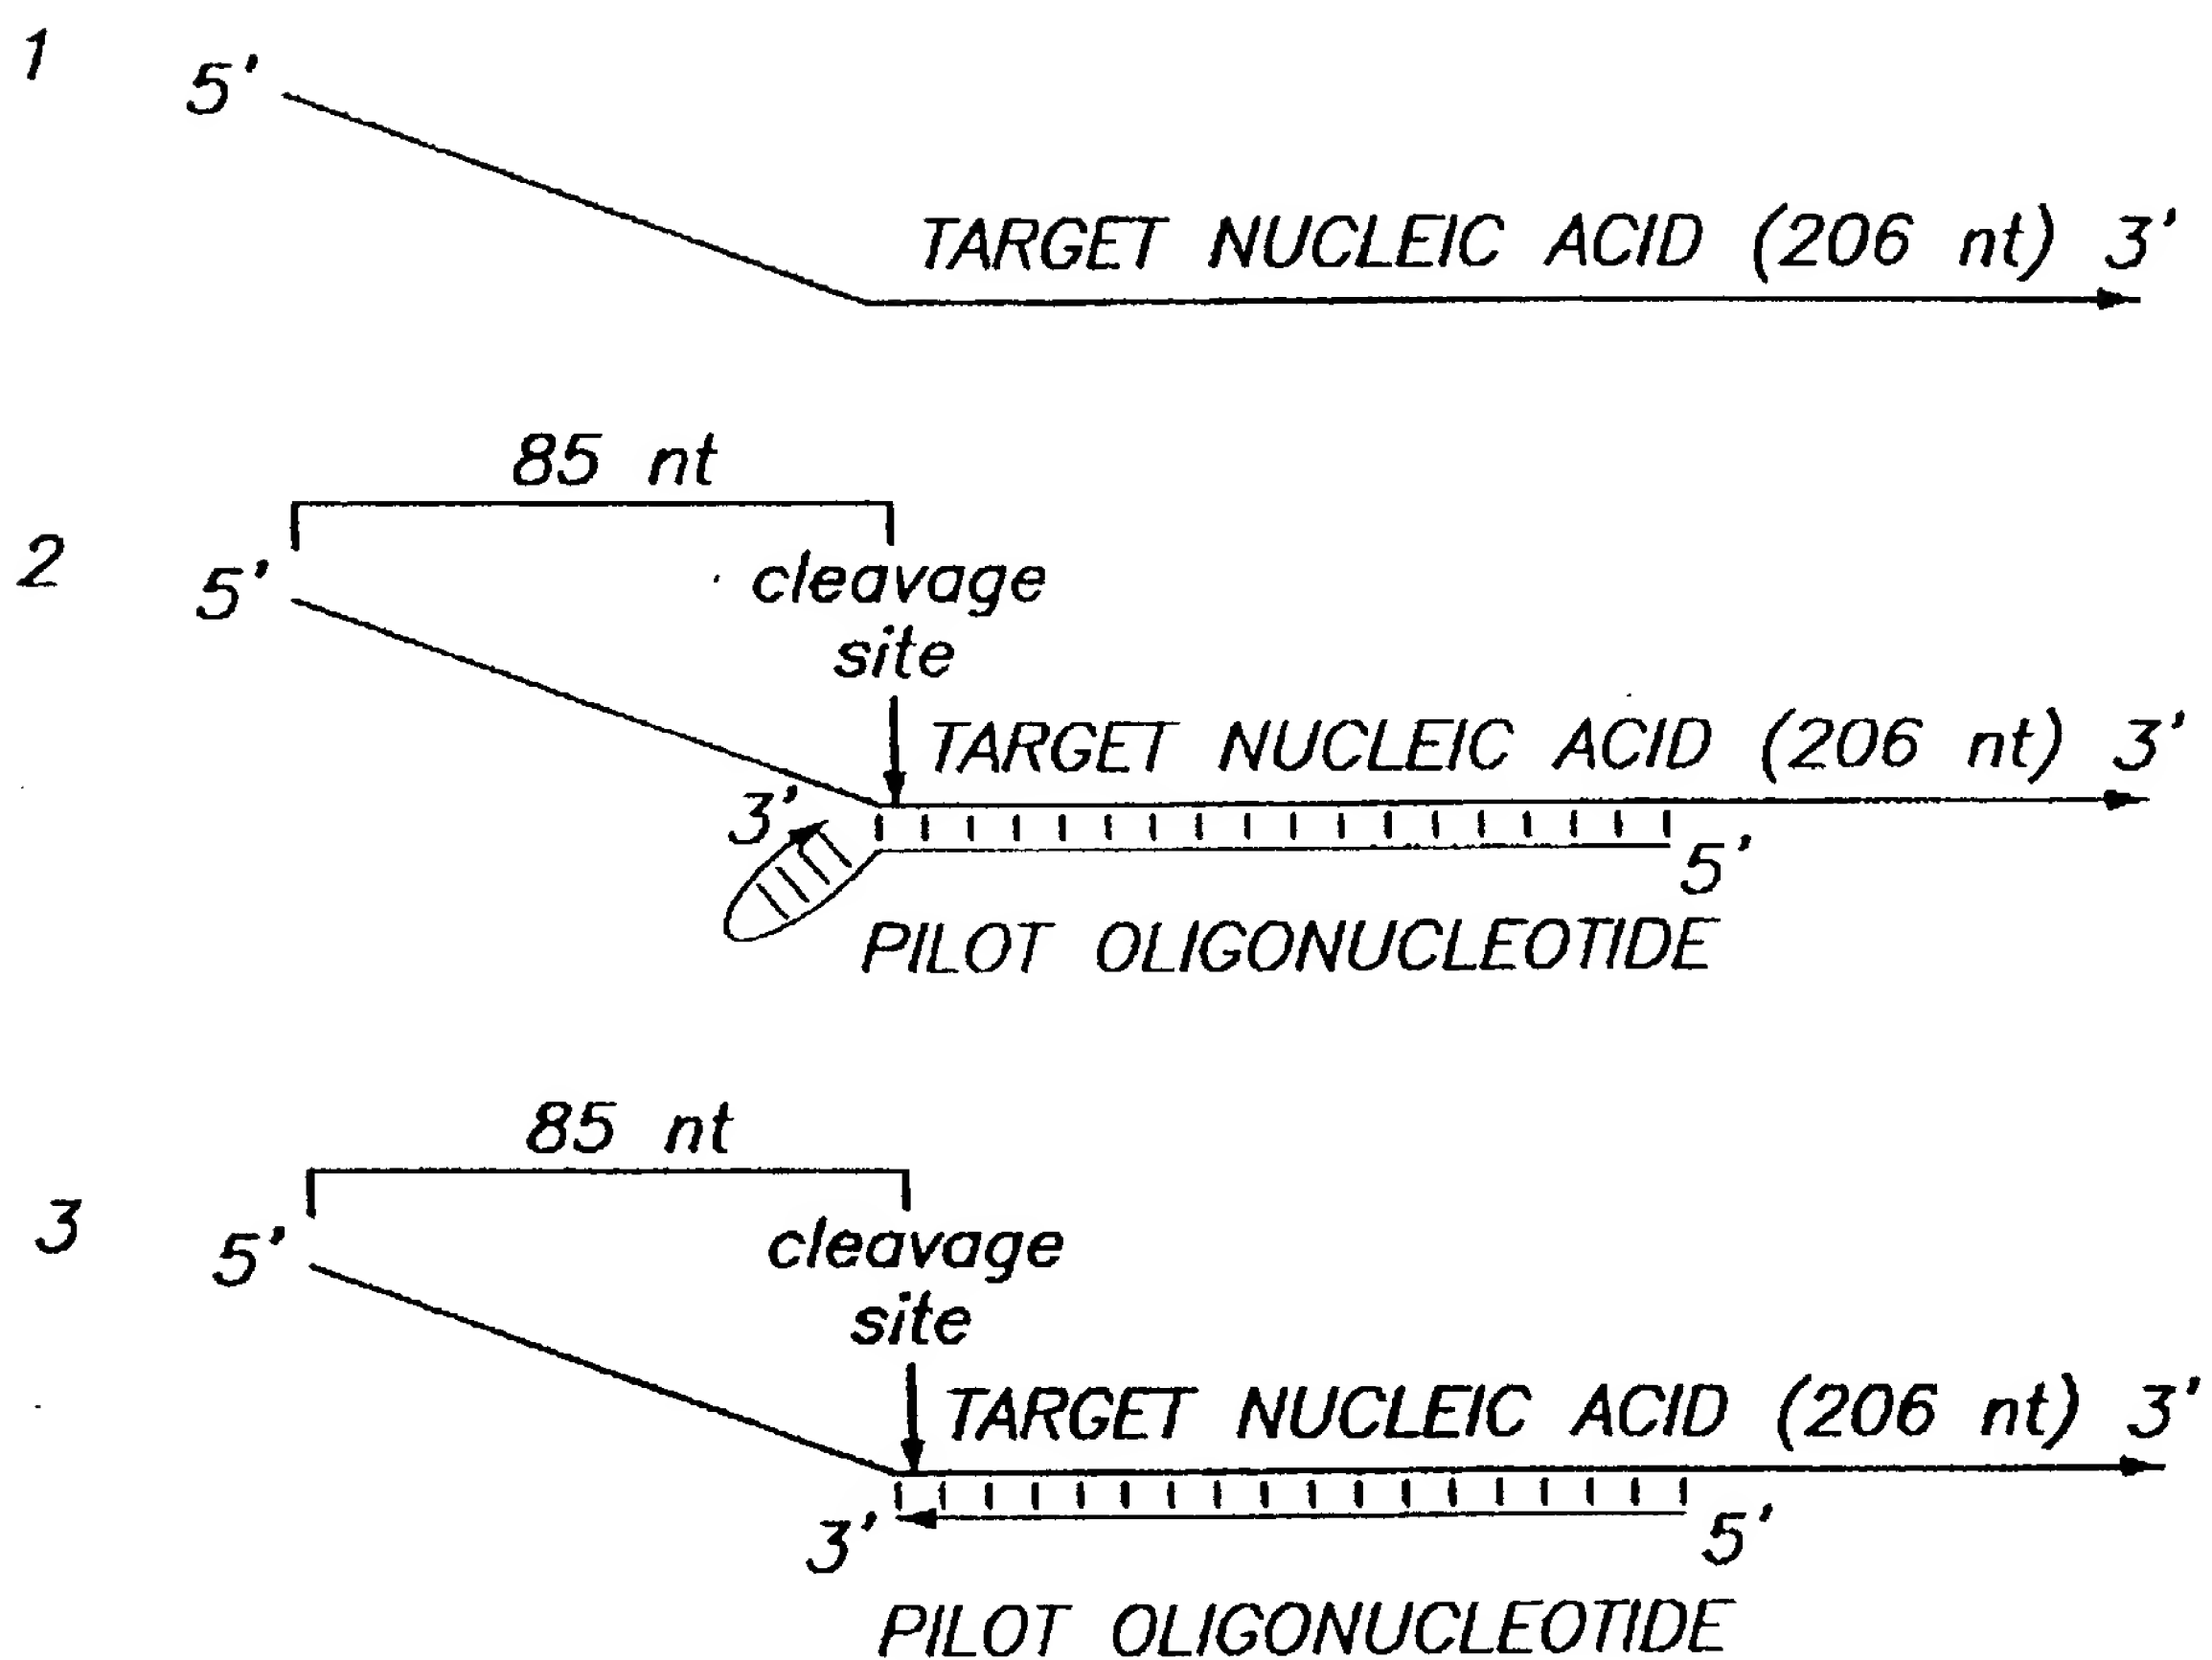 1
5'
TARGET NUCLEIC ACID (206 nt) 3'
85 nt
2
5'
cleavage
site
TARGET NUCLEIC ACID (206 nt) 3'
3'
5'
PILOT OLIGONUCLEOTIDE
85 nt
3
5'
cleavage
site
TARGET NUCLEIC ACID (206 nt) 3'
3'
5'
PILOT OLIGONUCLEOTIDE